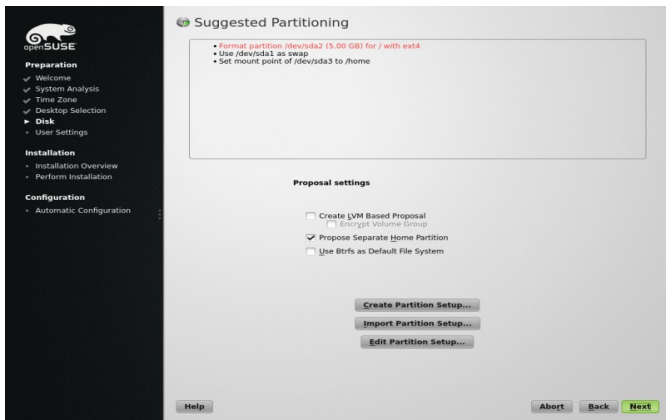 openSUSE
Preparation
Welcome
System Analysis
Time Zone
Desktop Selection
Disk
User Settings
Installation
Installation Overview
Perform Installation
Configuration
Automatic Configuration
Suggested Partitioning
• Format partition /dev/sda2 (5.00 GB) for / with ext4
• Use /dev/sda1 as swap
• Set mount point of /dev/sda3 to /home
Proposal settings
Create LVM Based Proposal
Encrypt Volume Group
Propose Separate Home Partition
Use Btrfs as Default File System
Create Partition Setup...
Import Partition Setup...
Edit Partition Setup...
Help
Abort
Back
Next